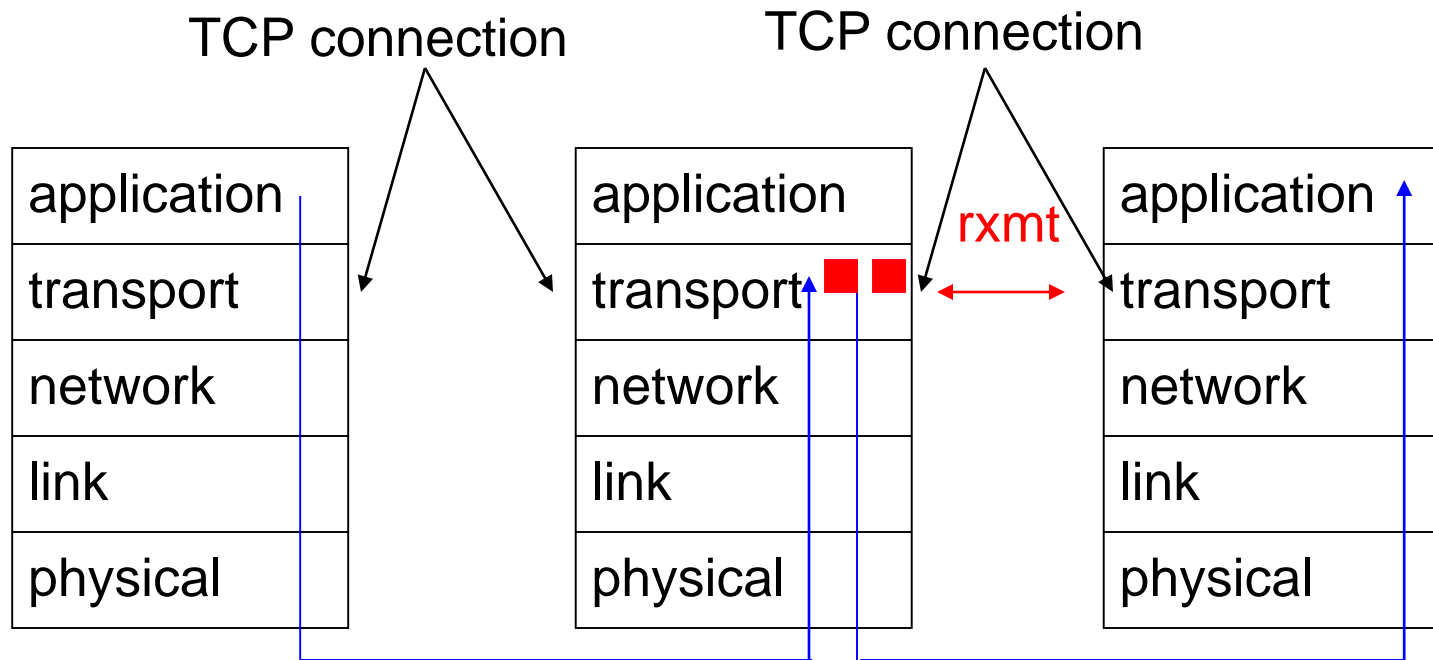 TCP connection
TCP connection
application
transport
network
link
physical
application
transport
network
link
physical
rxmt
application
transport
network
link
physical